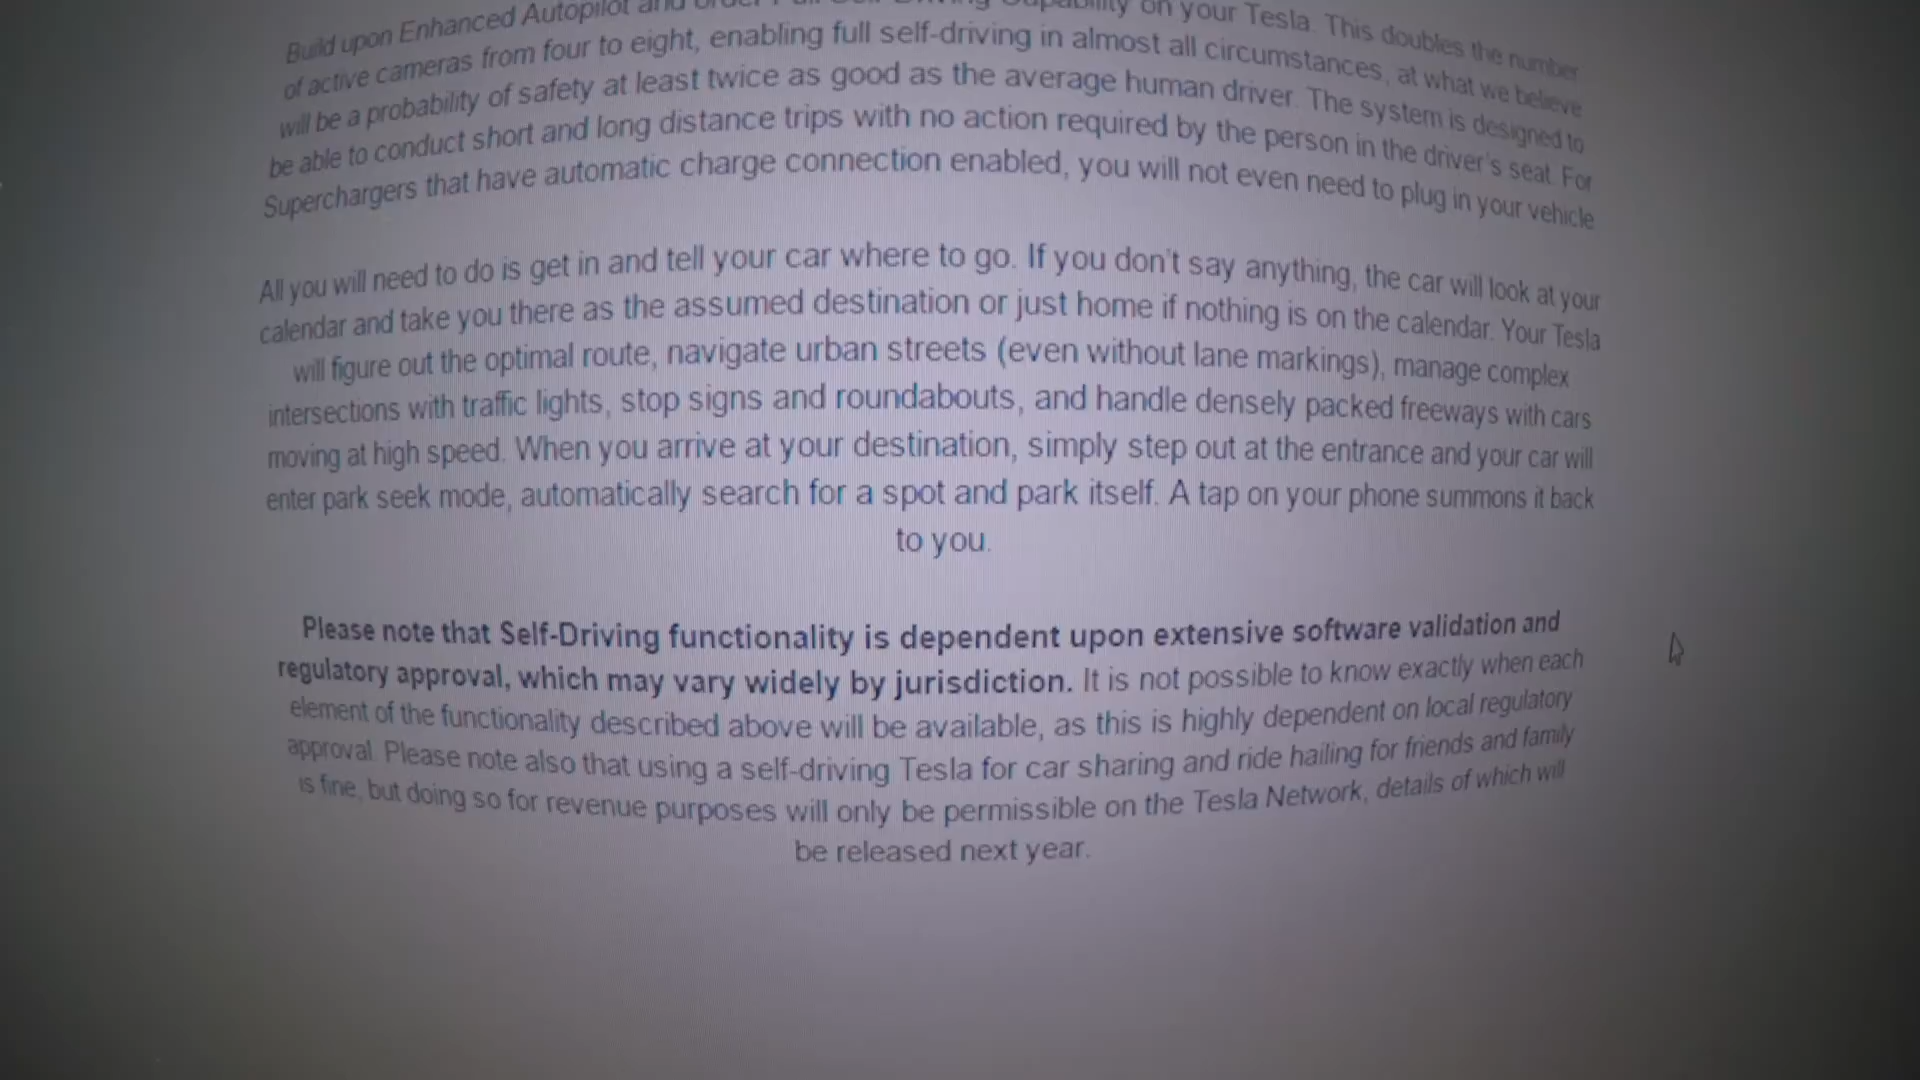 Build upon Enhanced Autopilot and order Full Self-Driving Capability on your Tesla. This doubles the number
of active cameras from four to eight, enabling full self-driving in almost all circumstances, at what we believe
will be a probability of safety at least twice as good as the average human driver. The system is designed to
be able to conduct short and long distance trips with no action required by the person in the driver's seat. For
Superchargers that have automatic charge connection enabled, you will not even need to plug in your vehicle
All you will need to do is get in and tell your car where to go. If you don't say anything, the car will look at your
calendar and take you there as the assumed destination or just home if nothing is on the calendar. Your Tesla
will figure out the optimal route, navigate urban streets (even without lane markings), manage complex
intersections with traffic lights, stop signs and roundabouts, and handle densely packed freeways with cars
moving at high speed. When you arrive at your destination, simply step out at the entrance and your car will
enter park seek mode, automatically search for a spot and park itself. A tap on your phone summons it back
to you.
Please note that Self-Driving functionality is dependent upon extensive software validation and
regulatory approval, which may vary widely by jurisdiction. It is not possible to know exactly when each
element of the functionality described above will be available, as this is highly dependent on local regulatory
approval. Please note also that using a self-driving Tesla for car sharing and ride hailing for friends and family
is fine, but doing so for revenue purposes will only be permissible on the Tesla Network, details of which will
be released next year.